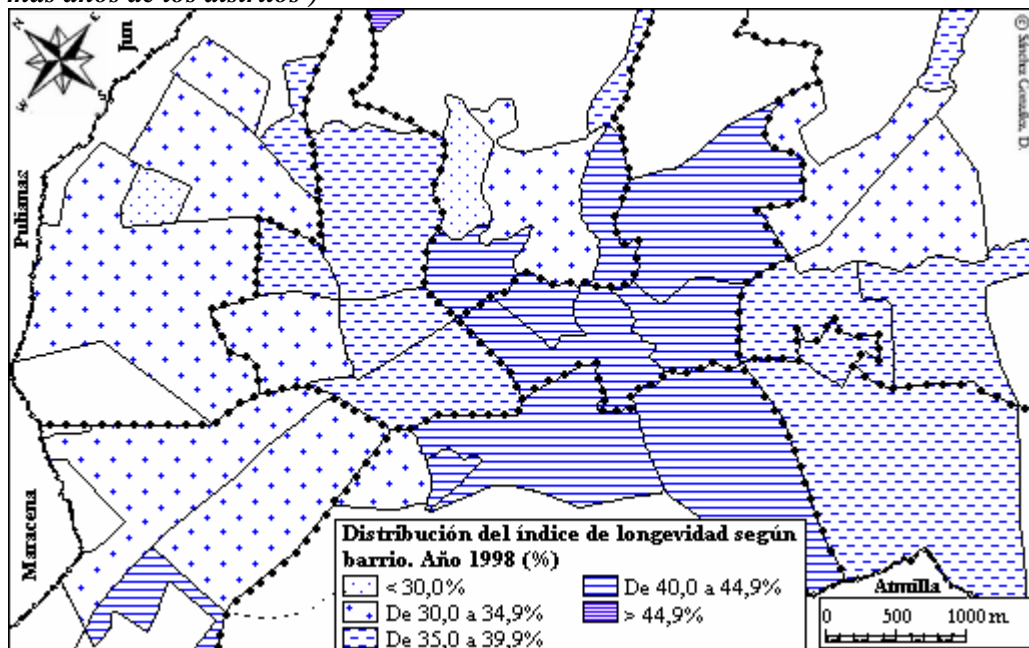 mas años de los distritos")
N
E
W
S
Jun
© Sánchez González, D.
Pulianas
Maracena
Distribución del índice de longevidad según
barrio. Año 1998 (%)
< 30,0%
De 30,0 a 34,9%
De 35,0 a 39,9%
De 40,0 a 44,9%
> 44,9%
Armilla
0 500 1000 m.